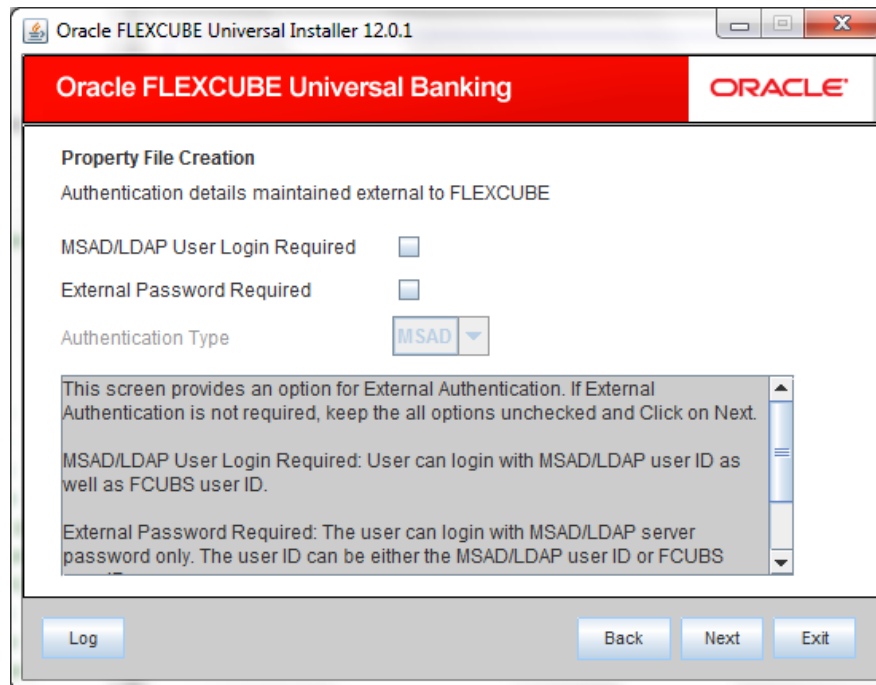 Oracle FLEXCUBE Universal Installer 12.0.1
Oracle FLEXCUBE Universal Banking
ORACLE
Property File Creation
Authentication details maintained external to FLEXCUBE
MSAD/LDAP User Login Required
External Password Required
Authentication Type
MSAD
This screen provides an option for External Authentication. If External
Authentication is not required, keep the all options unchecked and Click on Next.
MSAD/LDAP User Login Required: User can login with MSAD/LDAP user ID as
well as FCUBS user ID.
External Password Required: The user can login with MSAD/LDAP server
password only. The user ID can be either the MSAD/LDAP user ID or FCUBS
Log
Back
Next
Exit